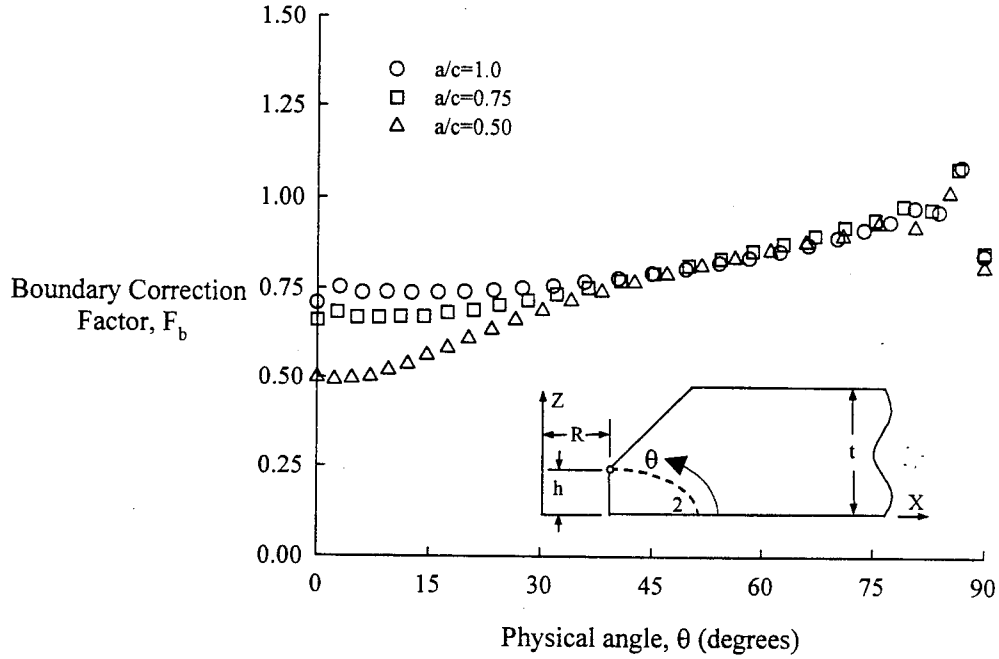 1.50
1.25
1.00
0.75
0.50
0.25
0.00
a/c=1.0
a/c=0.75
a/c=0.50
Boundary Correction
Factor, F_b
Z
R
h
θ
2
t
X
0
15
30
45
60
75
90
Physical angle, θ (degrees)